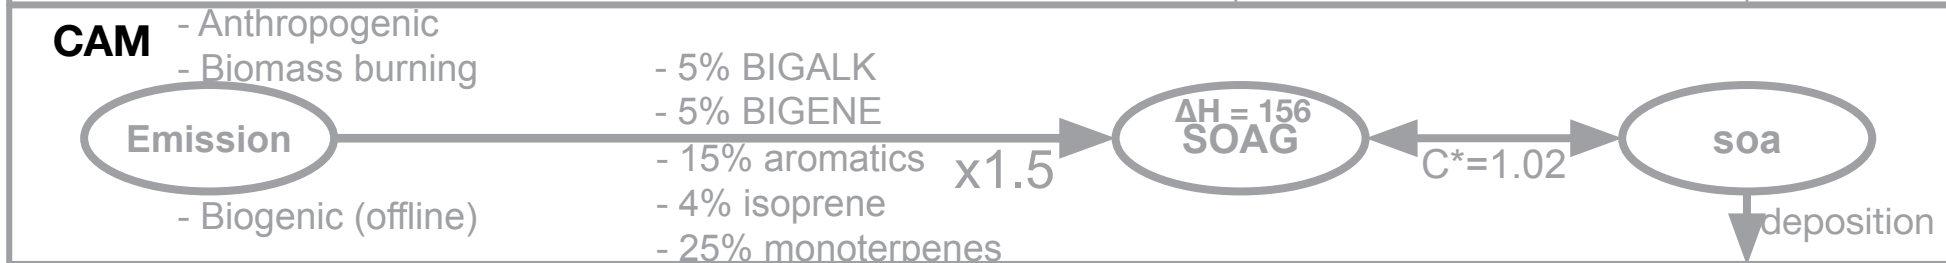 CAM
- Anthropogenic
- Biomass burning
Emission
- Biogenic (offline)
- 5% BIGALK
- 5% BIGENE
- 15% aromatics
- 4% isoprene
- 25% monoterpenes
x1.5
ΔH = 156
SOAG
C*=1.02
soa
deposition